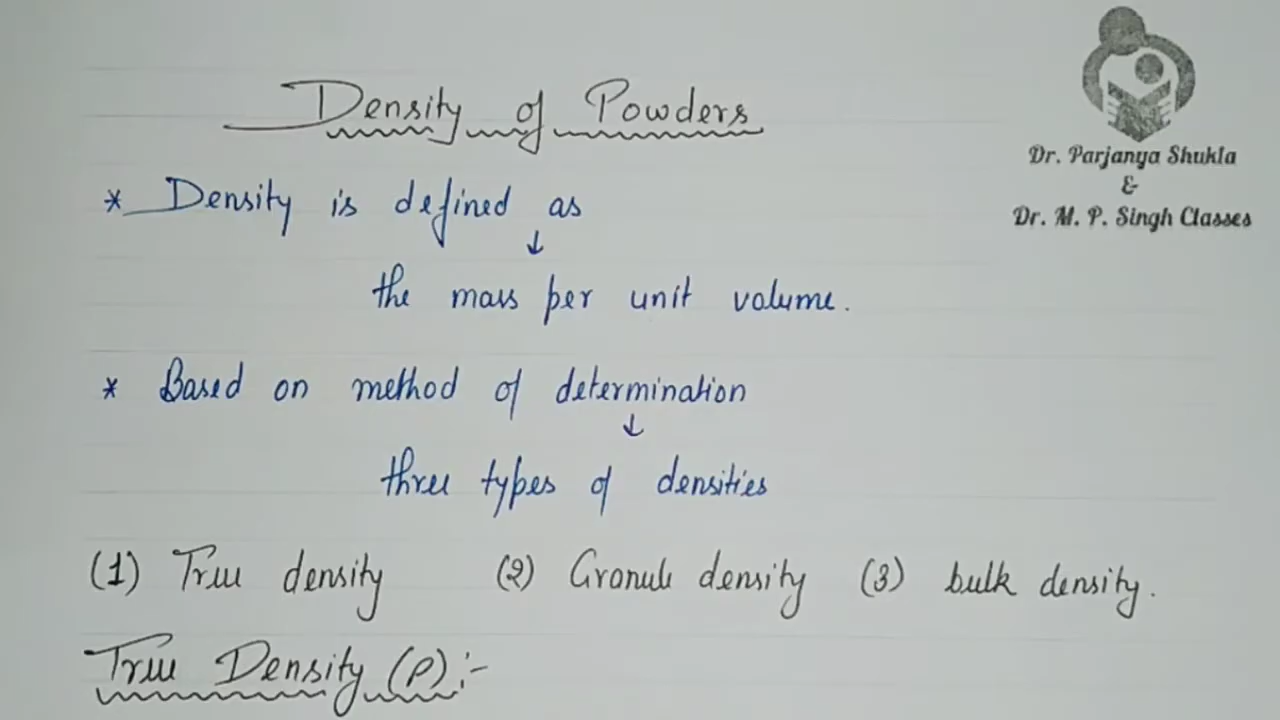 Density of Powders
Dr. Parjanya Shukla
&
Dr. M. P. Singh Classes
* Density is defined as
↓
the mass per unit volume.
* Based on method of determination
↓
three types of densities
(1) True density (2) Granule density (3) bulk density.
True Density (ρ):-